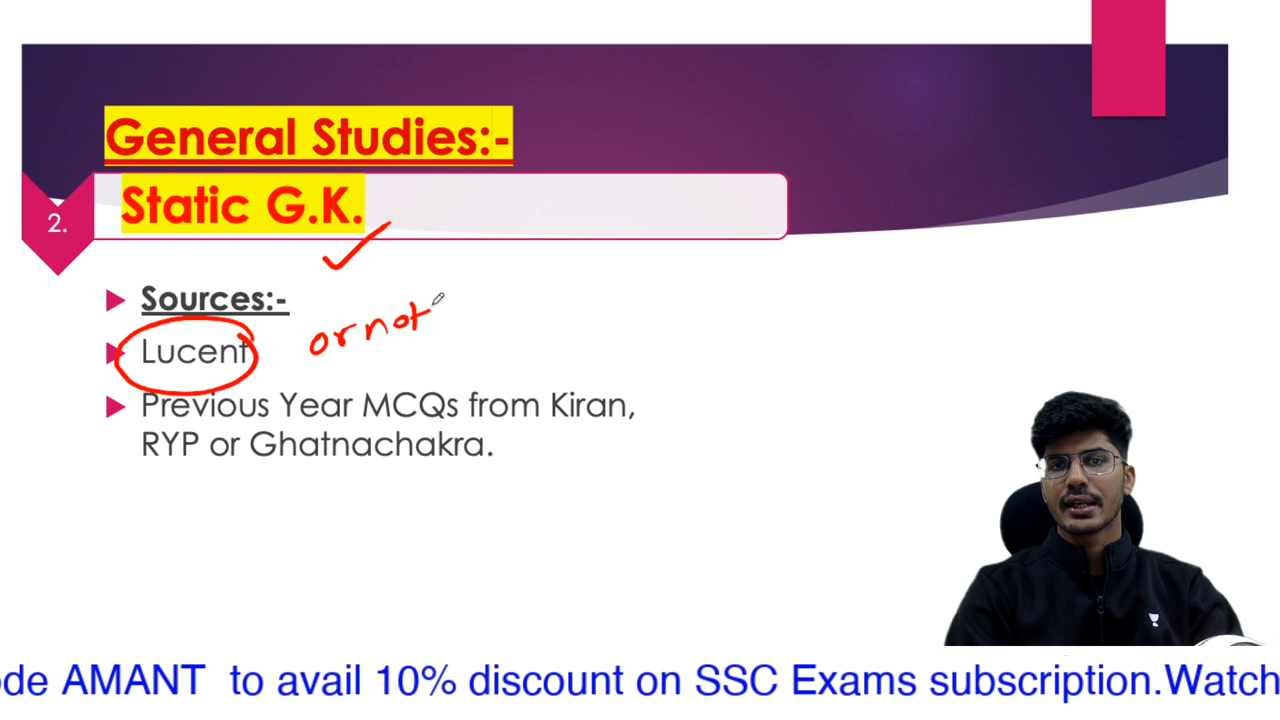 General Studies:-
2.
Static G.K.
Sources:-
Lucent
or not
Previous Year MCQs from Kiran,
RYP or Ghatnachakra.
ode AMANT to avail 10% discount on SSC Exams subscription.Watch